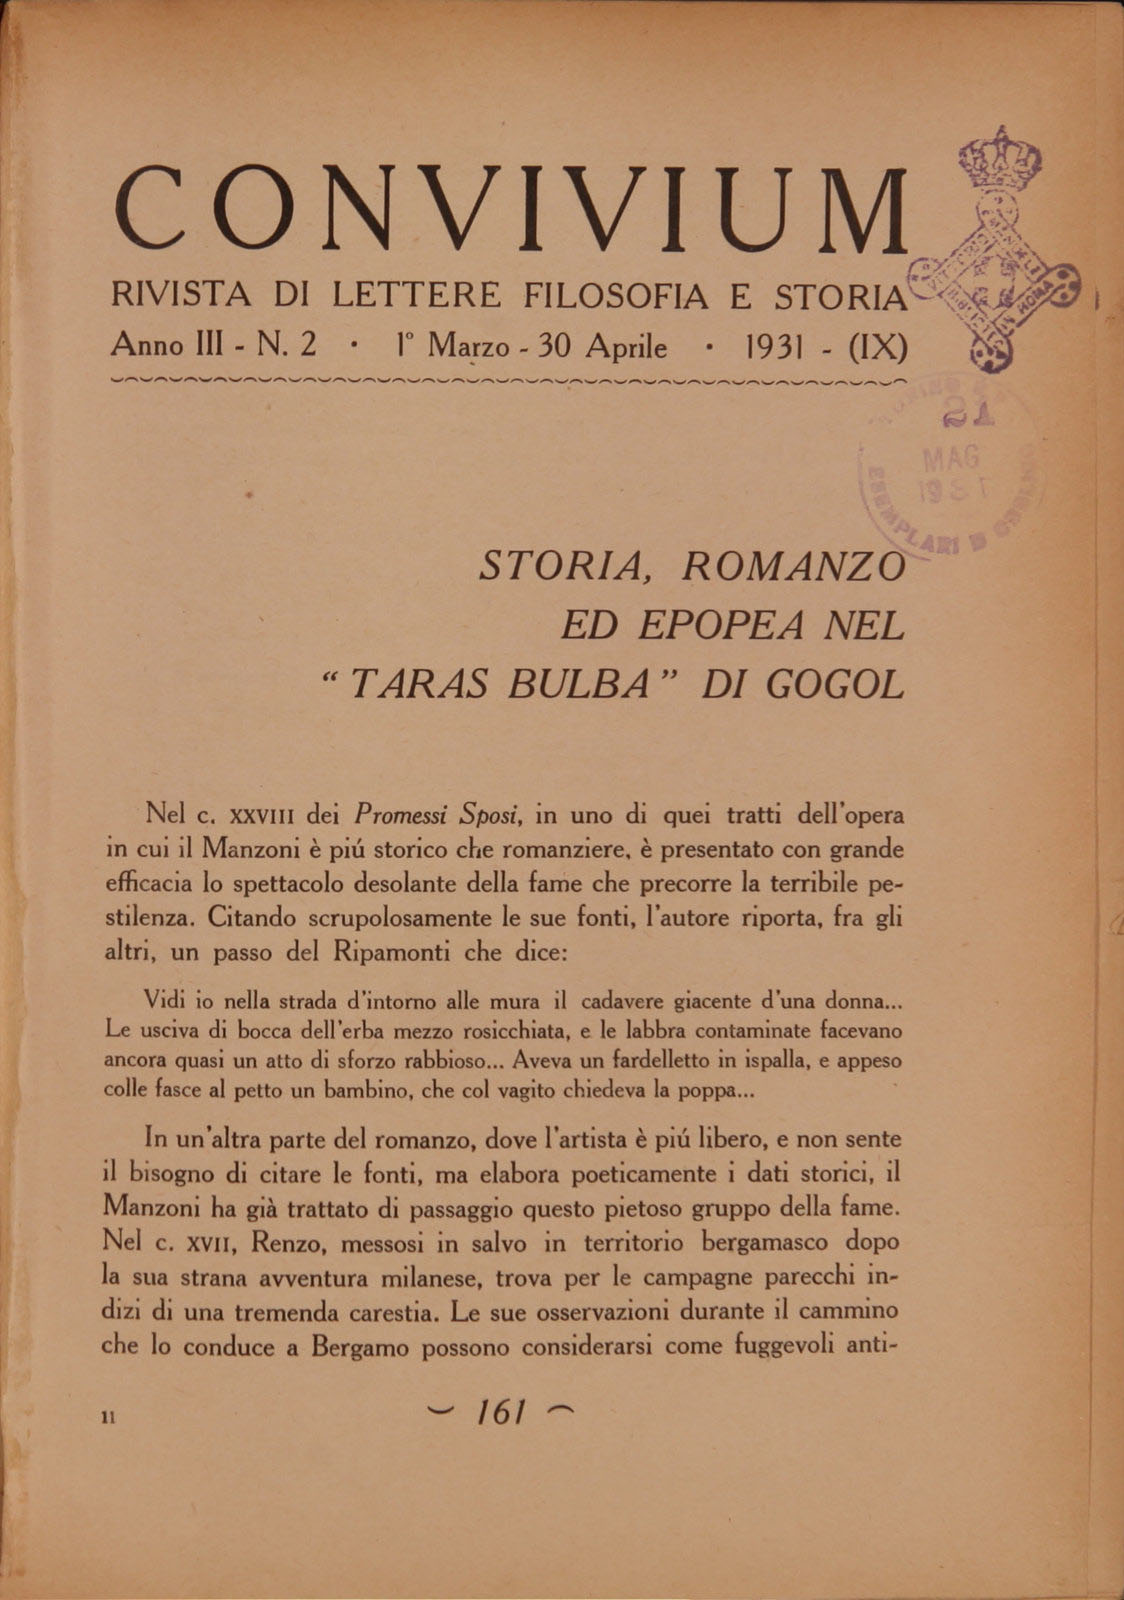 CONVIVIUM
RIVISTA DI LETTERE FILOSOFIA E STORIA
Anno III - N. 2 • 1° Marzo - 30 Aprile • 1931 - (IX)
21
MAG
1931
ESEMPLARI D'OBBLIGO
IN ROMA
STORIA, ROMANZO
ED EPOPEA NEL
“ TARAS BULBA ” DI GOGOL
Nel c. XXVIII dei Promessi Sposi, in uno di quei tratti dell'opera
in cui il Manzoni è piú storico che romanziere, è presentato con grande
efficacia lo spettacolo desolante della fame che precorre la terribile pe-
stilenza. Citando scrupolosamente le sue fonti, l'autore riporta, fra gli
altri, un passo del Ripamonti che dice:
Vidi io nella strada d'intorno alle mura il cadavere giacente d'una donna...
Le usciva di bocca dell'erba mezzo rosicchiata, e le labbra contaminate facevano
ancora quasi un atto di sforzo rabbioso... Aveva un fardelletto in ispalla, e appeso
colle fasce al petto un bambino, che col vagito chiedeva la poppa...
In un'altra parte del romanzo, dove l'artista è piú libero, e non sente
il bisogno di citare le fonti, ma elabora poeticamente i dati storici, il
Manzoni ha già trattato di passaggio questo pietoso gruppo della fame.
Nel c. XVII, Renzo, messosi in salvo in territorio bergamasco dopo
la sua strana avventura milanese, trova per le campagne parecchi in-
dizi di una tremenda carestia. Le sue osservazioni durante il cammino
che lo conduce a Bergamo possono considerarsi come fuggevoli anti-
11
161